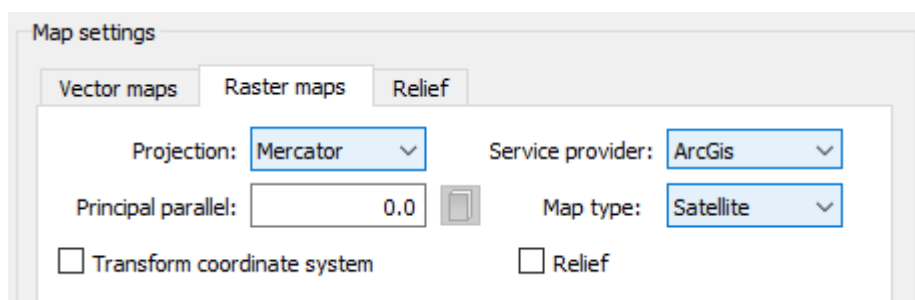 Map settings
Vector maps Raster maps Relief
Projection: Mercator Service provider: ArcGis
Principal parallel: 0.0 Map type: Satellite
Transform coordinate system Relief